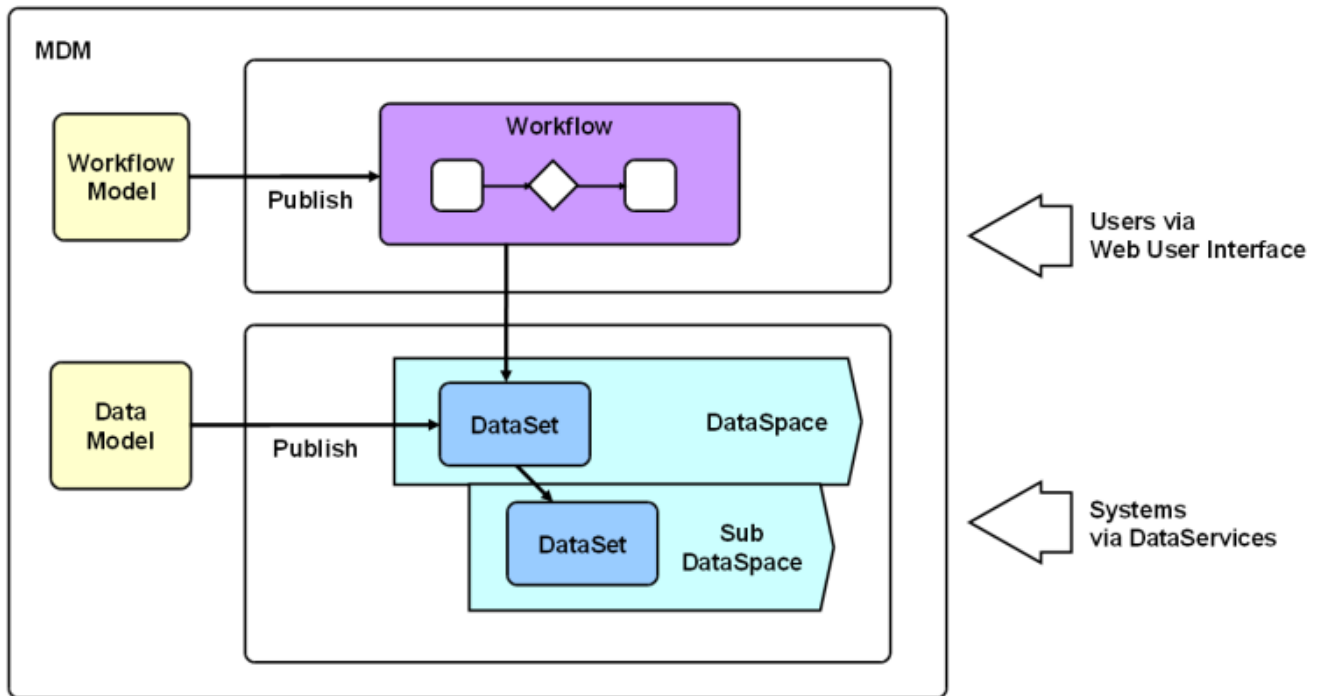 MDM
Workflow
Workflow
Model
Publish
Users via
Web User Interface
Data
Model
Publish
DataSet
DataSpace
DataSet
Sub
DataSpace
Systems
via DataServices